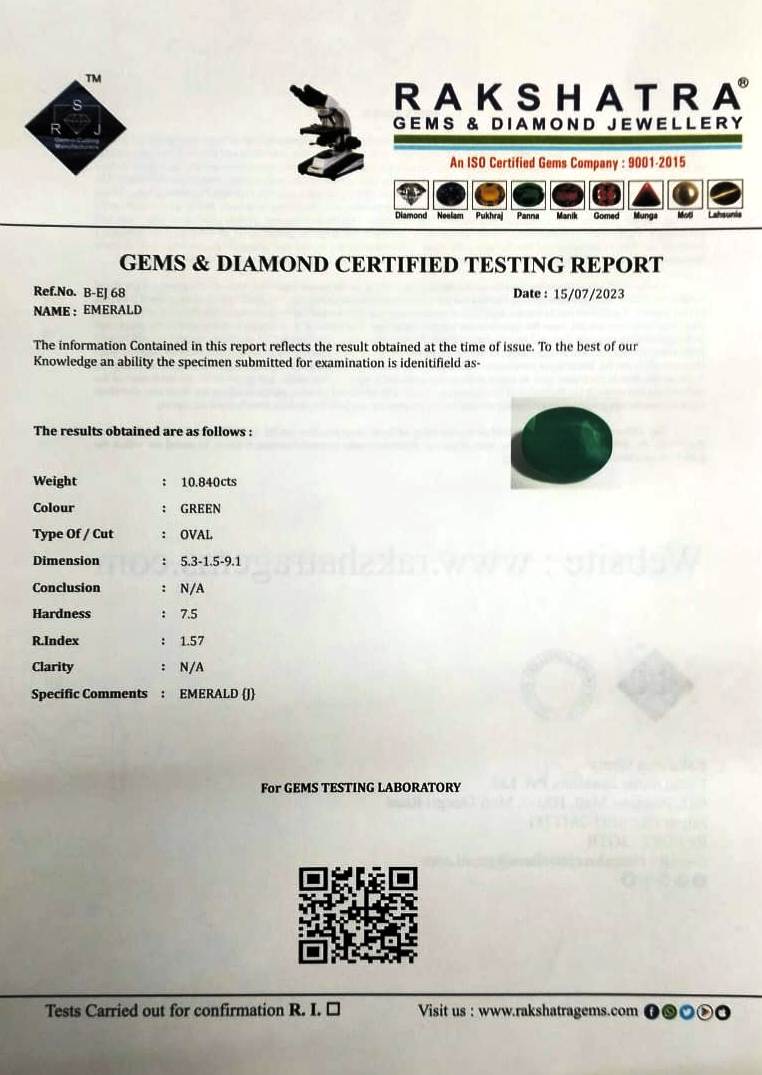 TM
S
R J
RAKSHATRA®
GEMS & DIAMOND JEWELLERY
An ISO Certified Gems Company : 9001-2015
Diamond Neelam Pukhraj Panna Manik Gomed Munga Moti Lahsunia
GEMS & DIAMOND CERTIFIED TESTING REPORT
Ref.No. B-EJ 68 Date : 15/07/2023
NAME : EMERALD
The information Contained in this report reflects the result obtained at the time of issue. To the best of our
Knowledge an ability the specimen submitted for examination is idenitifield as-
The results obtained are as follows :
Weight : 10.840cts
Colour : GREEN
Type Of / Cut : OVAL
Dimension : 5.3-1.5-9.1
Conclusion : N/A
Hardness : 7.5
R.Index : 1.57
Clarity : N/A
Specific Comments : EMERALD {J}
For GEMS TESTING LABORATORY
Tests Carried out for confirmation R. I. ☐ Visit us : www.rakshatragems.com